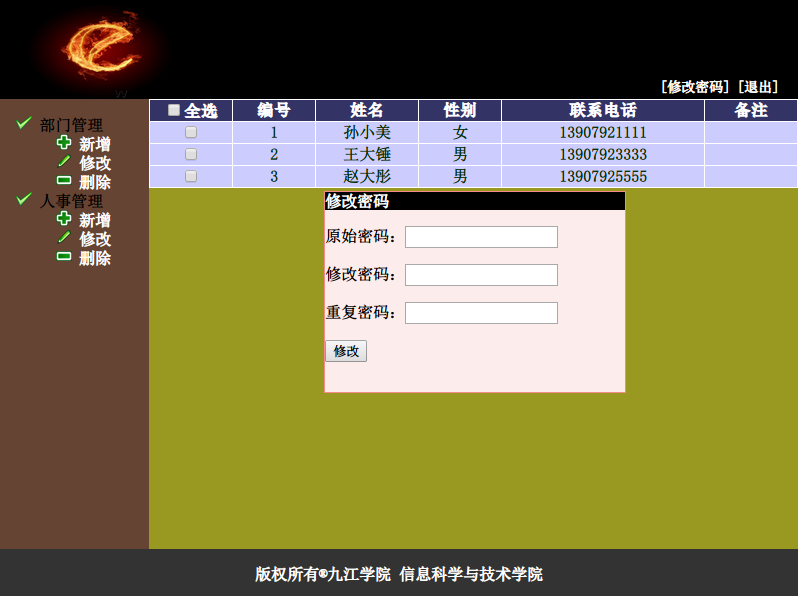 [修改密码] [退出]
部门管理
新增
修改
删除
人事管理
新增
修改
删除
全选 编号 姓名 性别 联系电话 备注
1 孙小美 女 13907921111
2 王大锤 男 13907923333
3 赵大彤 男 13907925555
修改密码
原始密码：
修改密码：
重复密码：
修改
版权所有®九江学院 信息科学与技术学院